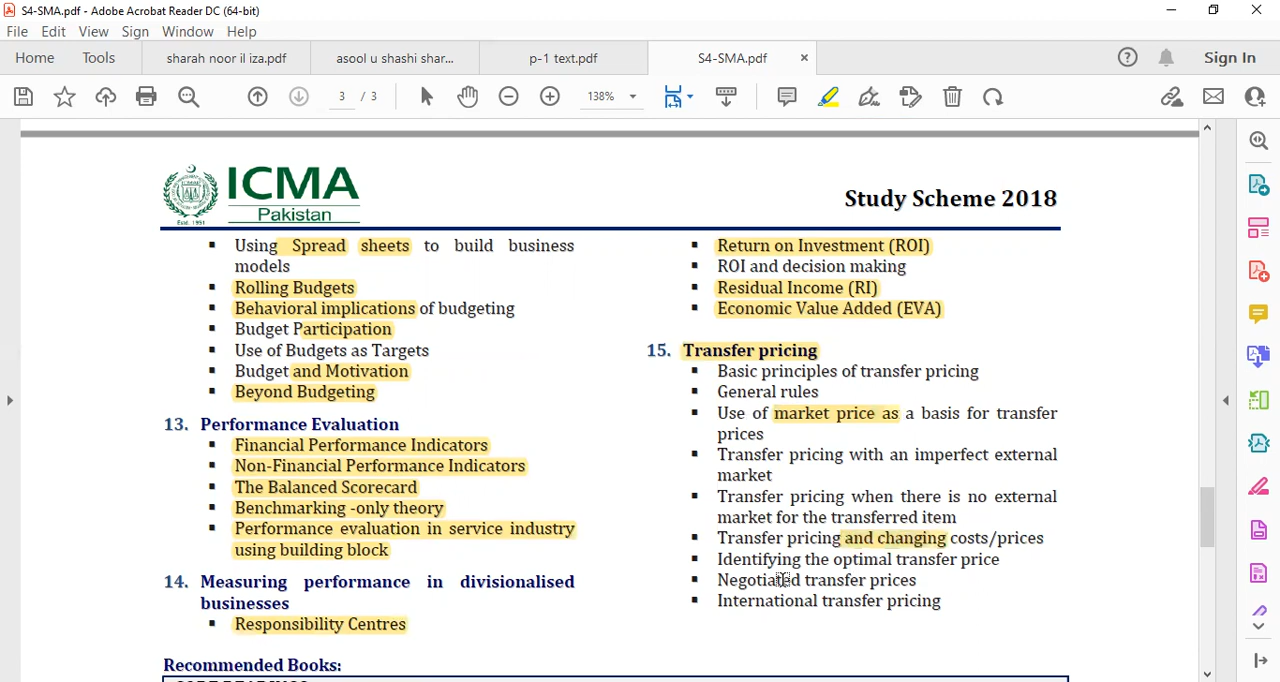 S4-SMA.pdf - Adobe Acrobat Reader DC (64-bit)
File Edit View Sign Window Help
Home Tools sharah noor il iza.pdf asool u shashi shar... p-1 text.pdf S4-SMA.pdf × Sign In
3 / 3 138%
ICMA
Pakistan
Estd. 1951
Study Scheme 2018
▪ Using Spread sheets to build business
models
▪ Rolling Budgets
▪ Behavioral implications of budgeting
▪ Budget Participation
▪ Use of Budgets as Targets
▪ Budget and Motivation
▪ Beyond Budgeting
13. Performance Evaluation
▪ Financial Performance Indicators
▪ Non-Financial Performance Indicators
▪ The Balanced Scorecard
▪ Benchmarking -only theory
▪ Performance evaluation in service industry
using building block
14. Measuring performance in divisionalised
businesses
▪ Responsibility Centres
▪ Return on Investment (ROI)
▪ ROI and decision making
▪ Residual Income (RI)
▪ Economic Value Added (EVA)
15. Transfer pricing
▪ Basic principles of transfer pricing
▪ General rules
▪ Use of market price as a basis for transfer
prices
▪ Transfer pricing with an imperfect external
market
▪ Transfer pricing when there is no external
market for the transferred item
▪ Transfer pricing and changing costs/prices
▪ Identifying the optimal transfer price
▪ Negotiated transfer prices
▪ International transfer pricing
Recommended Books: